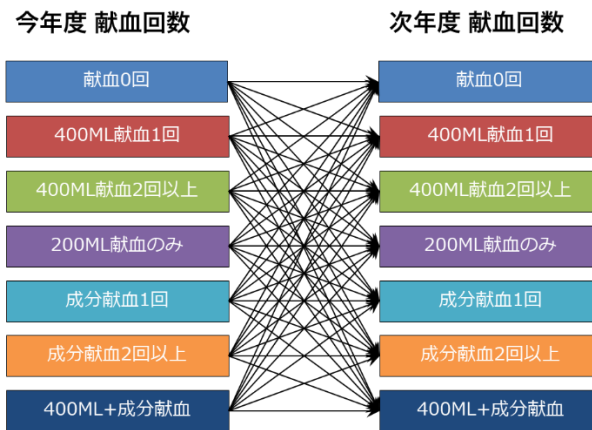 今年度 献血回数 次年度 献血回数
献血0回 献血0回
400ML献血1回 400ML献血1回
400ML献血2回以上 400ML献血2回以上
200ML献血のみ 200ML献血のみ
成分献血1回 成分献血1回
成分献血2回以上 成分献血2回以上
400ML+成分献血 400ML+成分献血